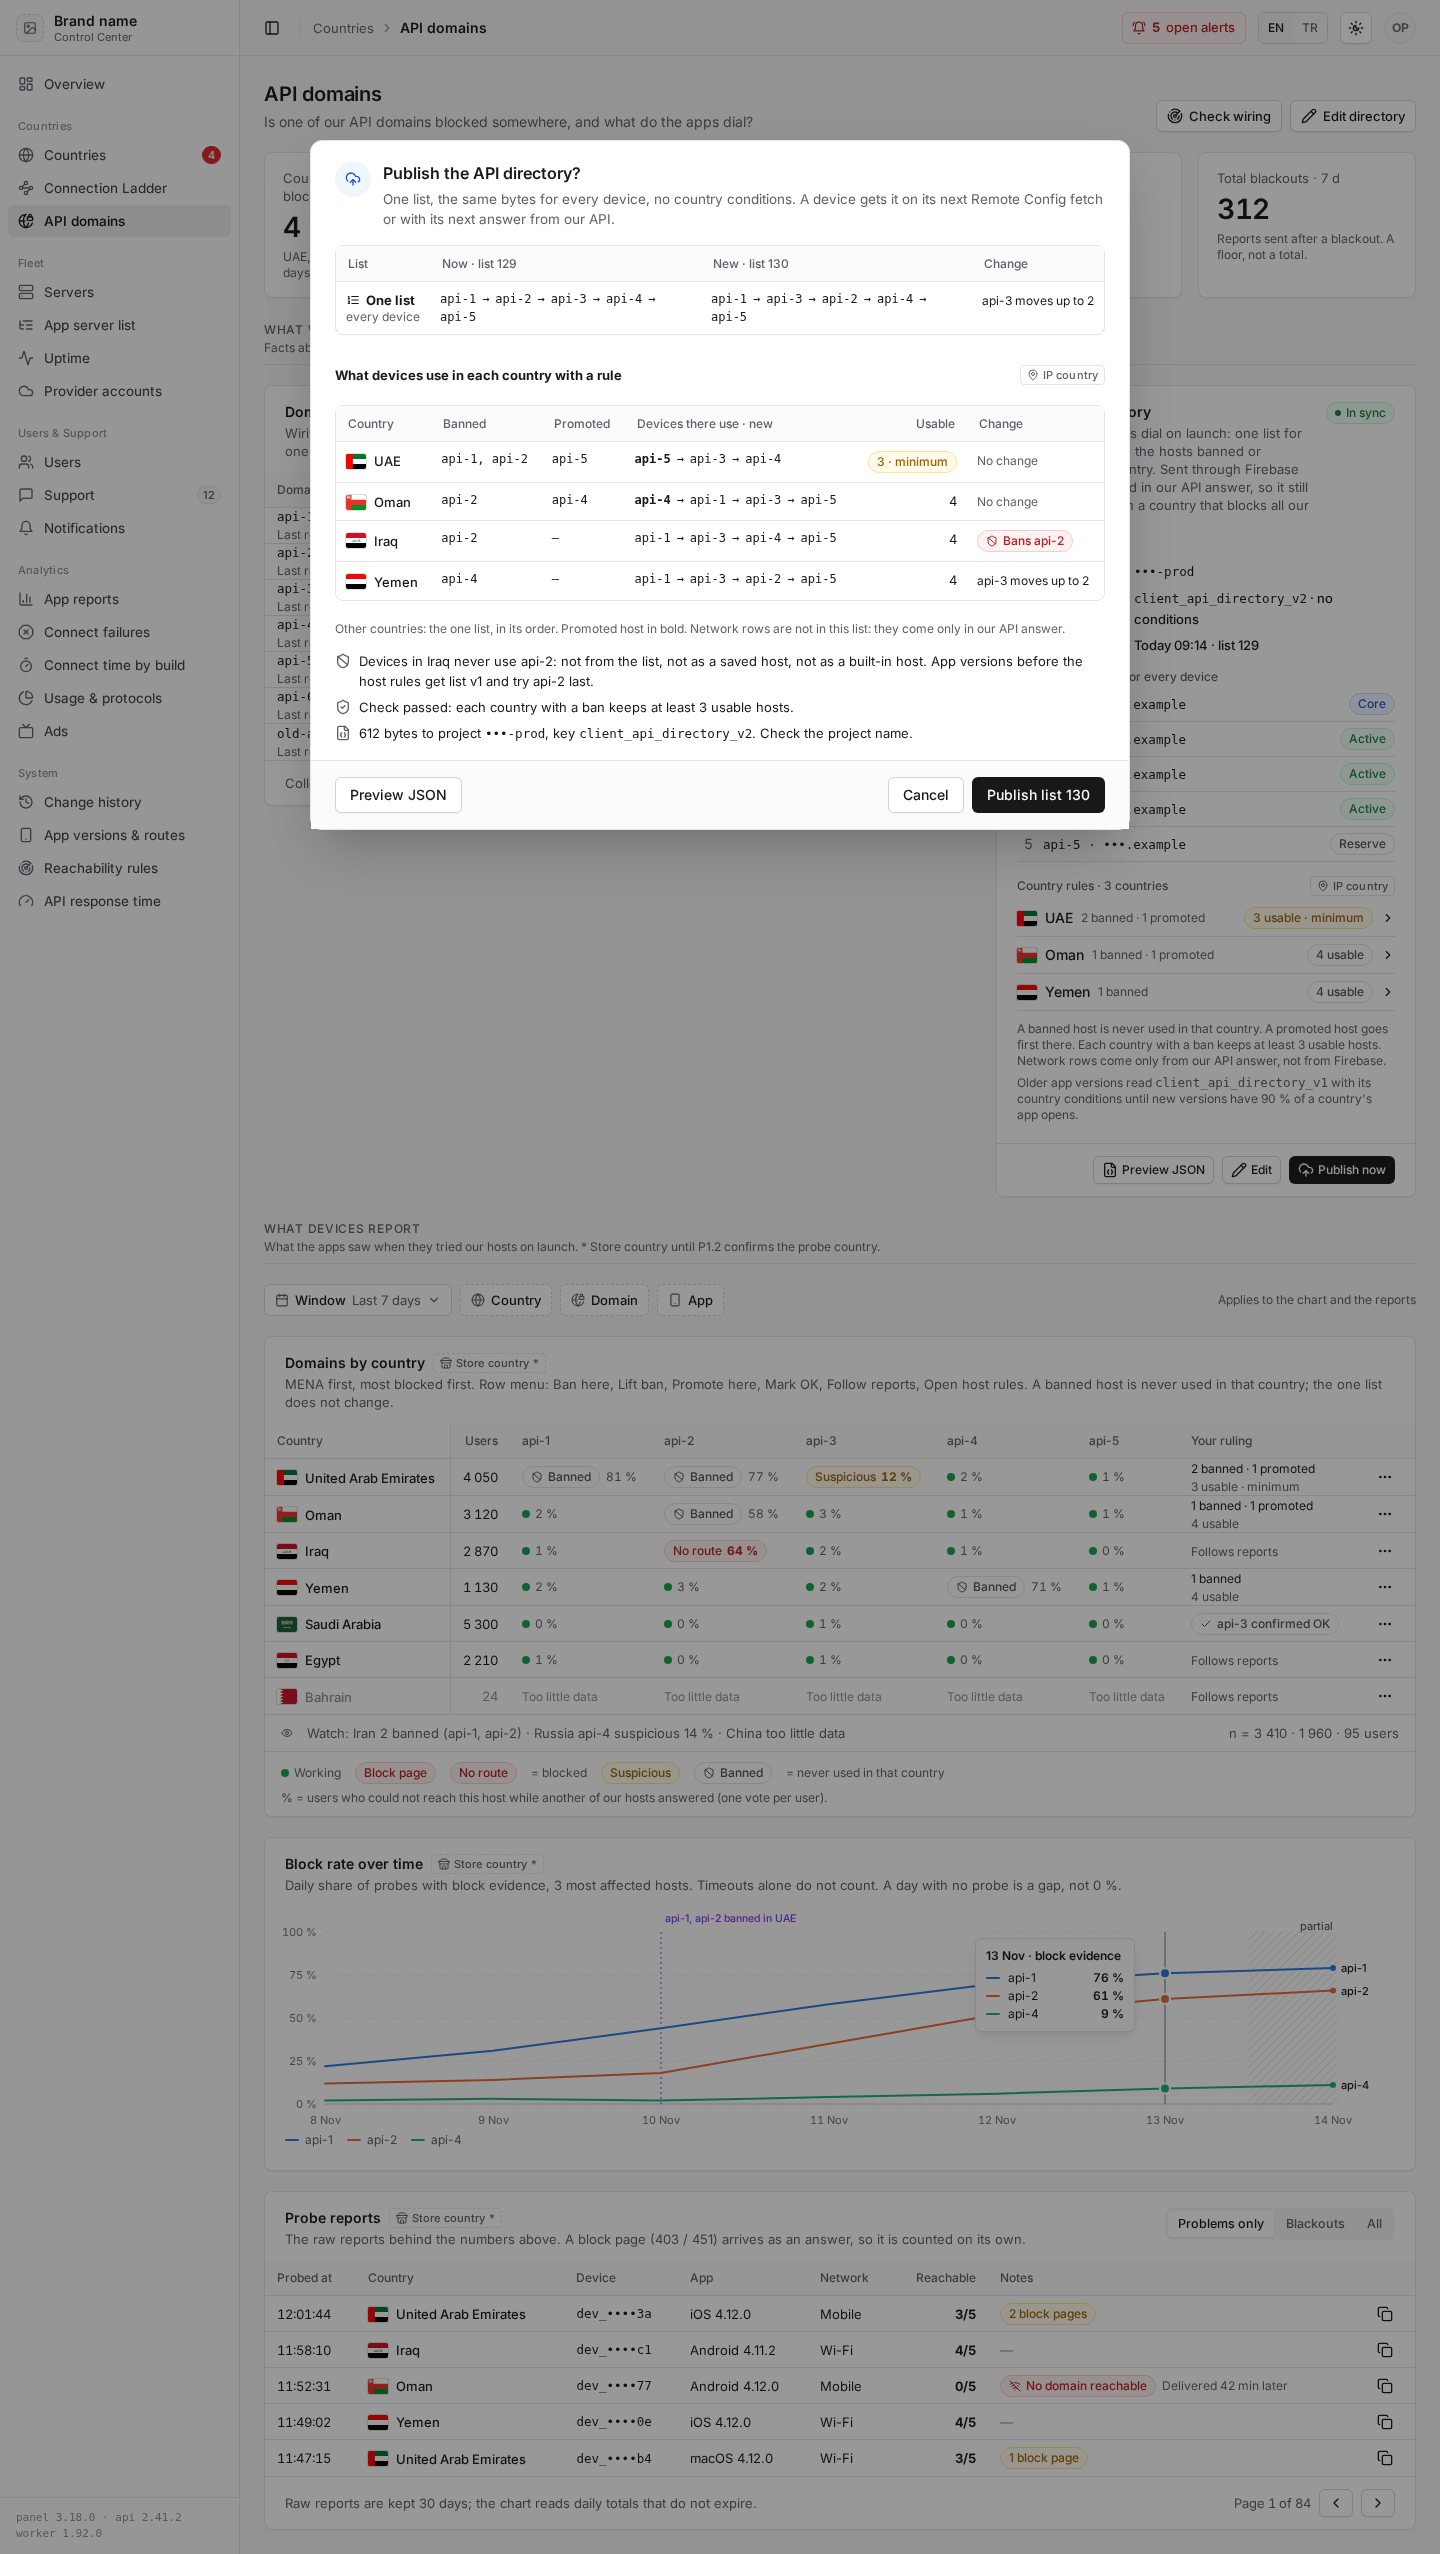 Brand name
Control Center
Overview
Countries
Countries 4
Connection Ladder
API domains
Fleet
Servers
App server list
Uptime
Provider accounts
Users & Support
Users
Support 12
Notifications
Analytics
App reports
Connect failures
Connect time by build
Usage & protocols
Ads
System
Change history
App versions & routes
Reachability rules
API response time
panel 3.18.0 · api 2.41.2
worker 1.92.0
Countries > API domains
5 open alerts
EN TR
OP
API domains
Is one of our API domains blocked somewhere, and what do the apps dial?
Check wiring
Edit directory
4
Total blackouts · 7 d
312
Reports sent after a blackout. A
floor, not a total.
Publish the API directory?
One list, the same bytes for every device, no country conditions. A device gets it on its next Remote Config fetch
or with its next answer from our API.
List Now · list 129 New · list 130 Change
One list every device
api-1 → api-2 → api-3 → api-4 →
api-5
api-1 → api-3 → api-2 → api-4 →
api-5
api-3 moves up to 2
What devices use in each country with a rule
IP country
Country Banned Promoted Devices there use · new Usable Change
UAE api-1, api-2 api-5 api-5 → api-3 → api-4 3 · minimum No change
Oman api-2 api-4 api-4 → api-1 → api-3 → api-5 4 No change
Iraq api-2 — api-1 → api-3 → api-4 → api-5 4 Bans api-2
Yemen api-4 — api-1 → api-3 → api-2 → api-5 4 api-3 moves up to 2
Other countries: the one list, in its order. Promoted host in bold. Network rows are not in this list: they come only in our API answer.
Devices in Iraq never use api-2: not from the list, not as a saved host, not as a built-in host. App versions before the
host rules get list v1 and try api-2 last.
Check passed: each country with a ban keeps at least 3 usable hosts.
612 bytes to project •••-prod, key client_api_directory_v2. Check the project name.
Preview JSON
Cancel
Publish list 130
In sync
s dial on launch: one list for
the hosts banned or
Sent through Firebase
d in our API answer, so it still
a country that blocks all our
•••-prod
client_api_directory_v2 · no
conditions
Today 09:14 · list 129
or every device
.example Core
.example Active
.example Active
.example Active
5 api-5 · •••.example Reserve
Country rules · 3 countries IP country
UAE 2 banned · 1 promoted 3 usable · minimum
Oman 1 banned · 1 promoted 4 usable
Yemen 1 banned 4 usable
A banned host is never used in that country. A promoted host goes
first there. Each country with a ban keeps at least 3 usable hosts.
Network rows come only from our API answer, not from Firebase.
Older app versions read client_api_directory_v1 with its
country conditions until new versions have 90 % of a country's
app opens.
Preview JSON
Edit
Publish now
WHAT DEVICES REPORT
What the apps saw when they tried our hosts on launch. * Store country until P1.2 confirms the probe country.
Window Last 7 days
Country
Domain
App
Applies to the chart and the reports
Domains by country Store country *
MENA first, most blocked first. Row menu: Ban here, Lift ban, Promote here, Mark OK, Follow reports, Open host rules. A banned host is never used in that country; the one list
does not change.
Country Users api-1 api-2 api-3 api-4 api-5 Your ruling
United Arab Emirates 4 050 Banned 81 % Banned 77 % Suspicious 12 % 2 % 1 % 2 banned · 1 promoted
3 usable · minimum
Oman 3 120 2 % Banned 58 % 3 % 1 % 1 % 1 banned · 1 promoted
4 usable
Iraq 2 870 1 % No route 64 % 2 % 1 % 0 % Follows reports
Yemen 1 130 2 % 3 % 2 % Banned 71 % 1 % 1 banned
4 usable
Saudi Arabia 5 300 0 % 0 % 1 % 0 % 0 % api-3 confirmed OK
Egypt 2 210 1 % 0 % 1 % 0 % 0 % Follows reports
Bahrain 24 Too little data Too little data Too little data Too little data Too little data Follows reports
Watch: Iran 2 banned (api-1, api-2) · Russia api-4 suspicious 14 % · China too little data n = 3 410 · 1 960 · 95 users
Working Block page No route = blocked Suspicious Banned = never used in that country
% = users who could not reach this host while another of our hosts answered (one vote per user).
Block rate over time Store country *
Daily share of probes with block evidence, 3 most affected hosts. Timeouts alone do not count. A day with no probe is a gap, not 0 %.
api-1, api-2 banned in UAE
partial
100 %
75 %
50 %
25 %
0 %
13 Nov · block evidence
api-1 76 %
api-2 61 %
api-4 9 %
api-1
api-2
api-4
8 Nov 9 Nov 10 Nov 11 Nov 12 Nov 13 Nov 14 Nov
api-1 api-2 api-4
Probe reports Store country *
The raw reports behind the numbers above. A block page (403 / 451) arrives as an answer, so it is counted on its own.
Problems only Blackouts All
Probed at Country Device App Network Reachable Notes
12:01:44 United Arab Emirates dev_••••3a iOS 4.12.0 Mobile 3/5 2 block pages
11:58:10 Iraq dev_••••c1 Android 4.11.2 Wi-Fi 4/5 —
11:52:31 Oman dev_••••77 Android 4.12.0 Mobile 0/5 No domain reachable Delivered 42 min later
11:49:02 Yemen dev_••••0e iOS 4.12.0 Wi-Fi 4/5 —
11:47:15 United Arab Emirates dev_••••b4 macOS 4.12.0 Wi-Fi 3/5 1 block page
Raw reports are kept 30 days; the chart reads daily totals that do not expire.
Page 1 of 84